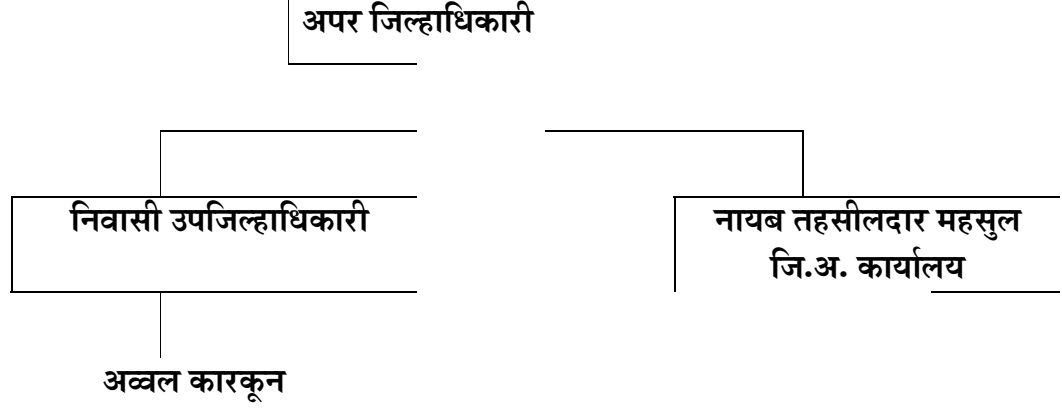 अपर जिल्हाधिकारी
निवासी उपजिल्हाधिकारी
नायब तहसीलदार महसुल
जि.अ. कार्यालय
अव्वल कारकून